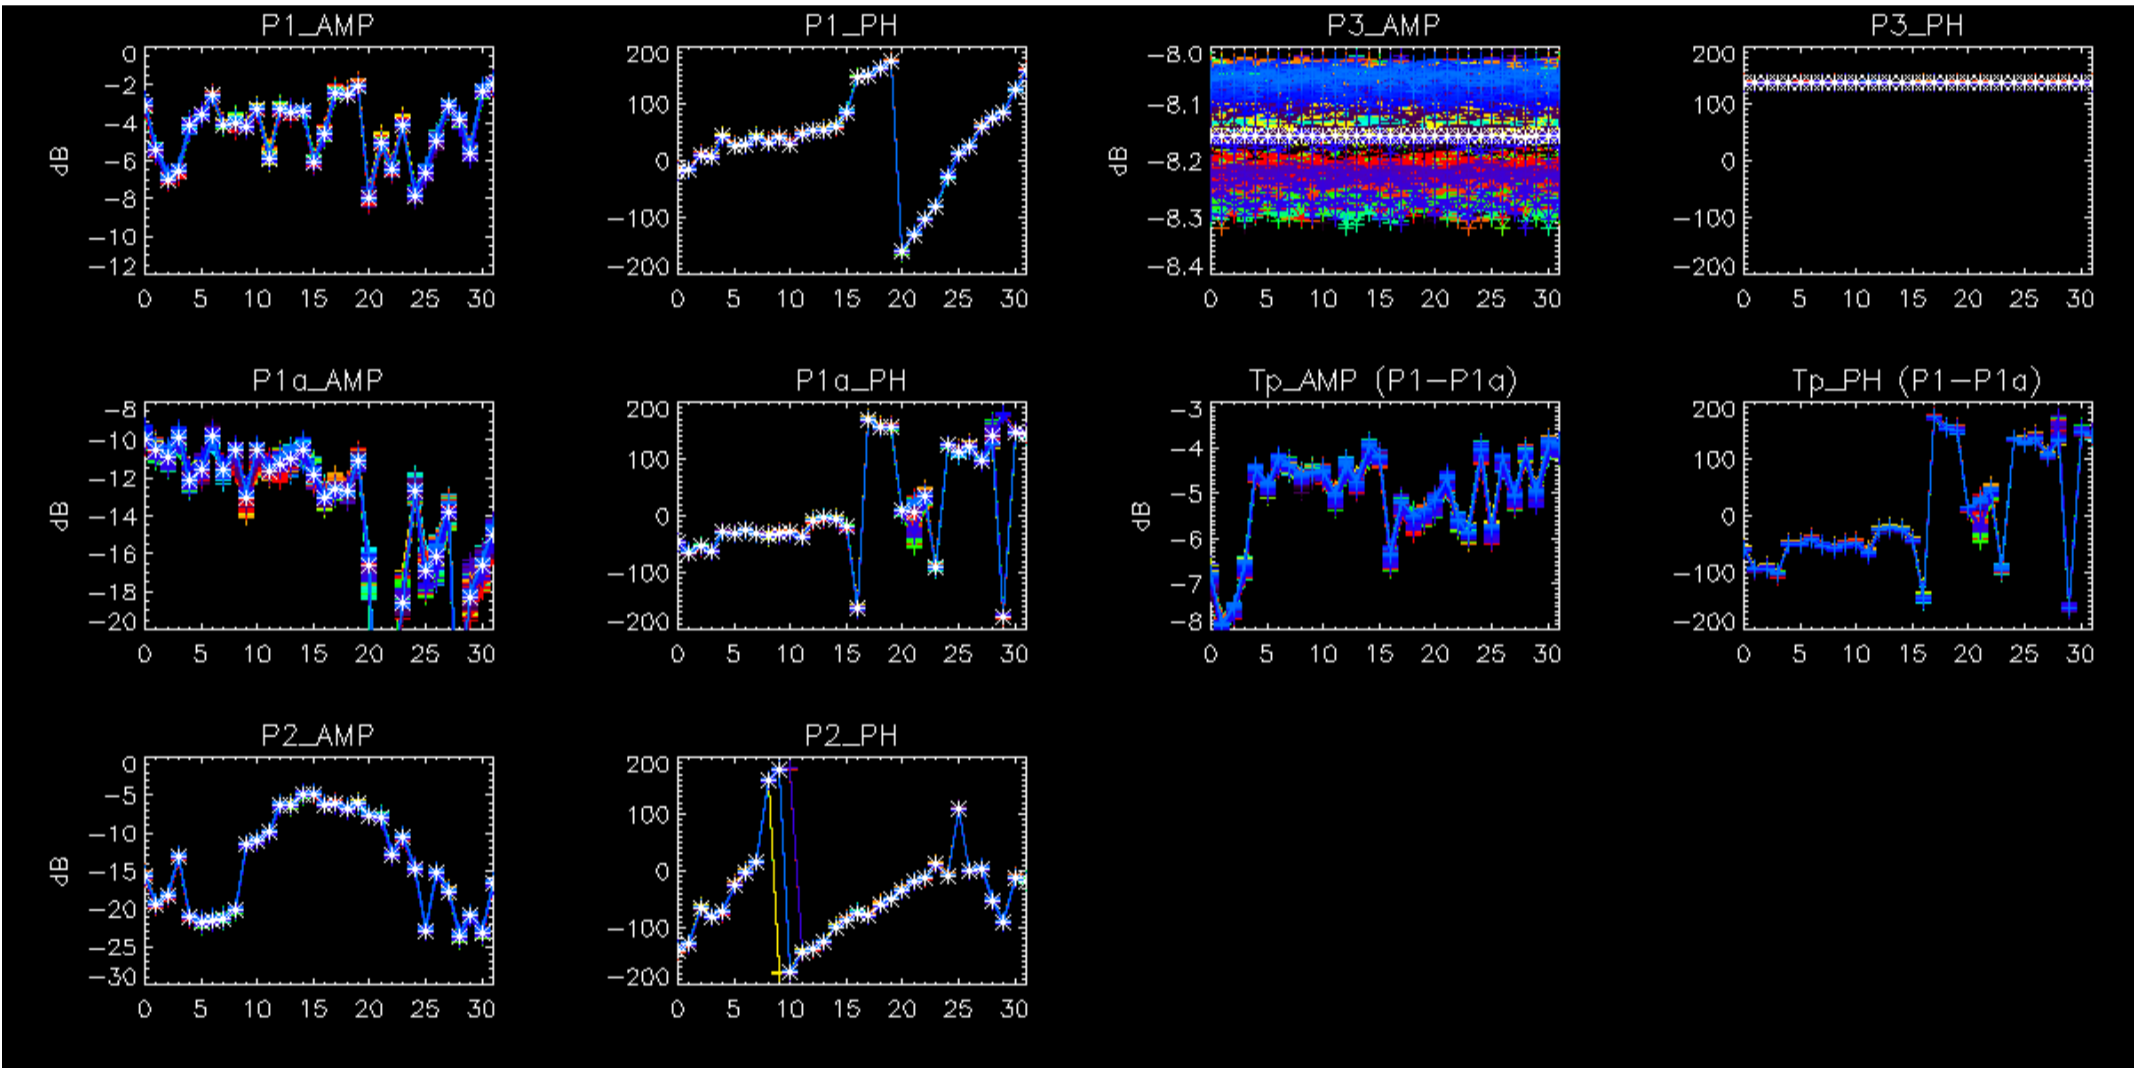 P1_AMP
0
−2
−4
−6
−8
−10
−12
dB
0 5 10 15 20 25 30
P1_PH
200
100
0
−100
−200
0 5 10 15 20 25 30
P3_AMP
−8.0
−8.1
−8.2
−8.3
−8.4
dB
0 5 10 15 20 25 30
P3_PH
200
100
0
−100
−200
0 5 10 15 20 25 30
P1a_AMP
−8
−10
−12
−14
−16
−18
−20
dB
0 5 10 15 20 25 30
P1a_PH
200
100
0
−100
−200
0 5 10 15 20 25 30
Tp_AMP (P1−P1a)
−3
−4
−5
−6
−7
−8
dB
0 5 10 15 20 25 30
Tp_PH (P1−P1a)
200
100
0
−100
−200
0 5 10 15 20 25 30
P2_AMP
0
−5
−10
−15
−20
−25
−30
dB
0 5 10 15 20 25 30
P2_PH
200
100
0
−100
−200
0 5 10 15 20 25 30